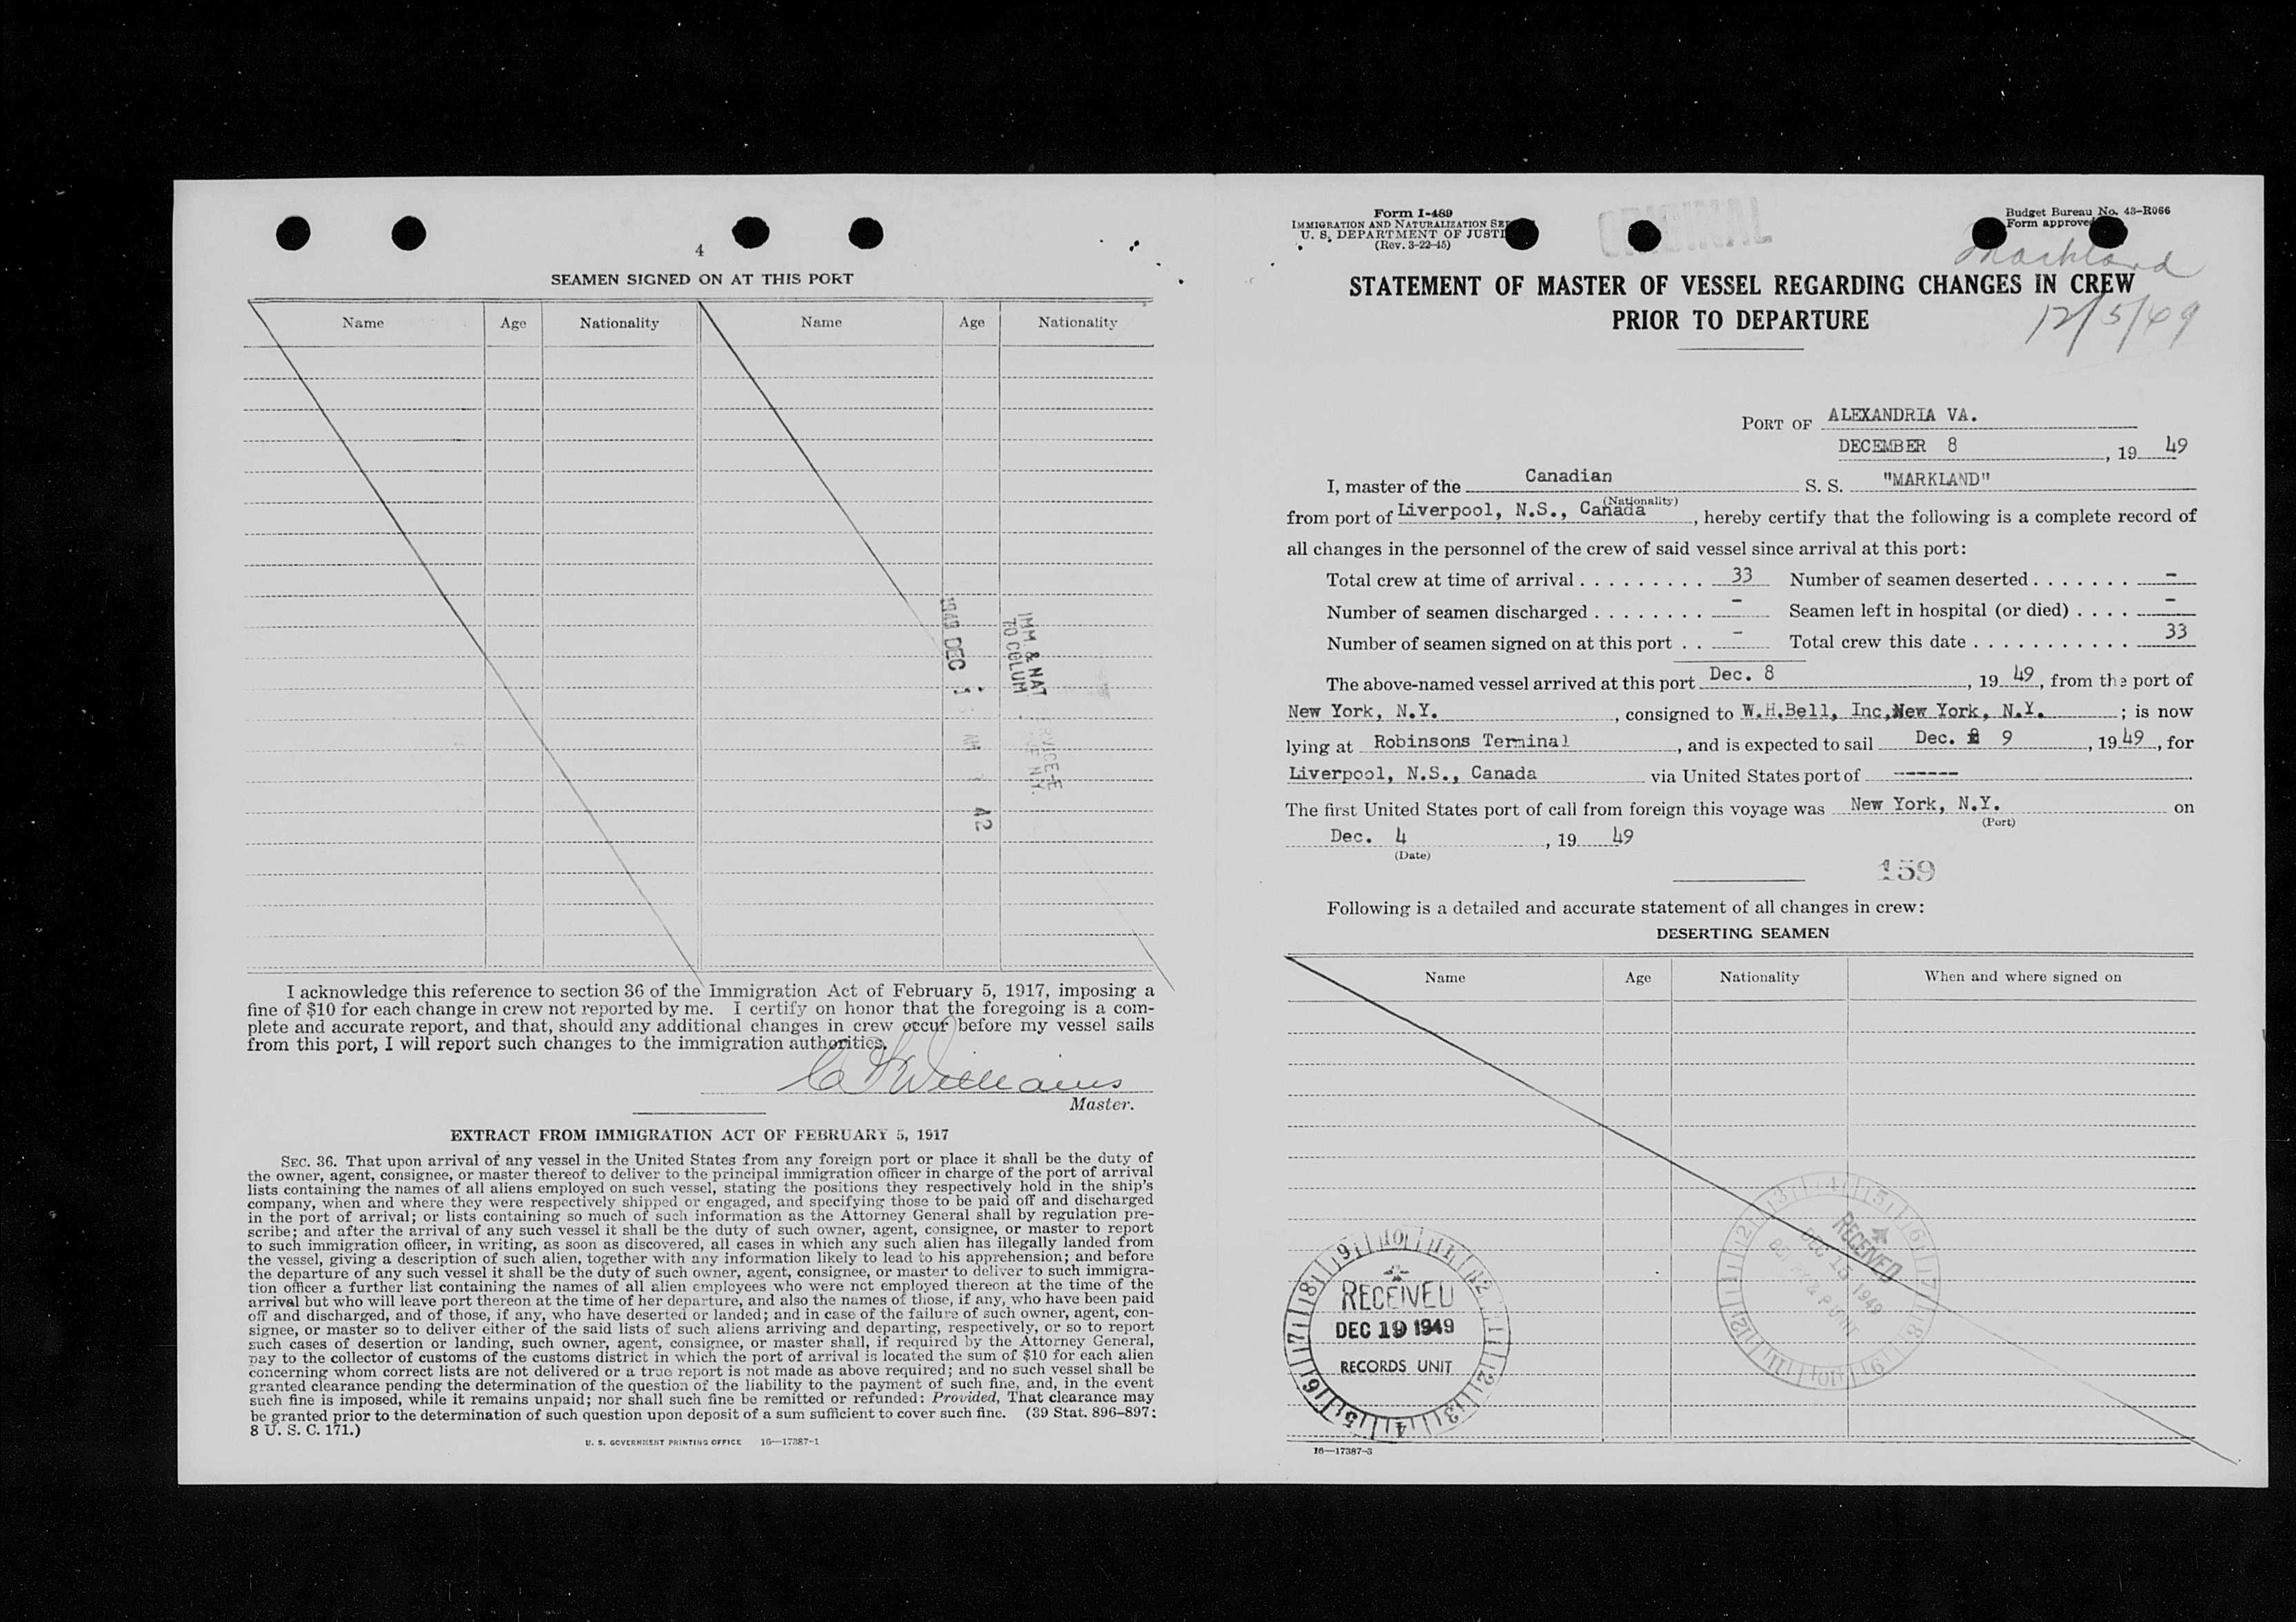 4
SEAMEN SIGNED ON AT THIS PORT
Name Age Nationality Name Age Nationality
1949 DEC
AM
42
IMM. & NAT
I acknowledge this reference to section 36 of the Immigration Act of February 5, 1917, imposing a
fine of $10 for each change in crew not reported by me. I certify on honor that the foregoing is a com-
plete and accurate report, and that, should any additional changes in crew occur before my vessel sails
from this port, I will report such changes to the immigration authorities.
Williams
Master.
EXTRACT FROM IMMIGRATION ACT OF FEBRUARY 5, 1917
SEC. 36. That upon arrival of any vessel in the United States from any foreign port or place it shall be the duty of
the owner, agent, consignee, or master thereof to deliver to the principal immigration officer in charge of the port of arrival
lists containing the names of all aliens employed on such vessel, stating the positions they respectively hold in the ship's
company, when and where they were respectively shipped or engaged, and specifying those to be paid off and discharged
in the port of arrival; or lists containing so much of such information as the Attorney General shall by regulation pre-
scribe; and after the arrival of any such vessel it shall be the duty of such owner, agent, consignee, or master to report
to such immigration officer, in writing, as soon as discovered, all cases in which any such alien has illegally landed from
the vessel, giving a description of such alien, together with any information likely to lead to his apprehension; and before
the departure of any such vessel it shall be the duty of such owner, agent, consignee, or master to deliver to such immigra-
tion officer a further list containing the names of all alien employees who were not employed thereon at the time of the
arrival but who will leave port thereon at the time of her departure, and also the names of those, if any, who have been paid
off and discharged, and of those, if any, who have deserted or landed; and in case of the failure of such owner, agent, con-
signee, or master so to deliver either of the said lists of such aliens arriving and departing, respectively, or so to report
such cases of desertion or landing, such owner, agent, consignee, or master shall, if required by the Attorney General,
pay to the collector of customs of the customs district in which the port of arrival is located the sum of $10 for each alien
concerning whom correct lists are not delivered or a true report is not made as above required; and no such vessel shall be
granted clearance pending the determination of the question of the liability to the payment of such fine, and, in the event
such fine is imposed, while it remains unpaid; nor shall such fine be remitted or refunded: Provided, That clearance may
be granted prior to the determination of such question upon deposit of a sum sufficient to cover such fine. (39 Stat. 896-897;
8 U. S. C. 171.)
U. S. GOVERNMENT PRINTING OFFICE 16—17387-1
Form I-489
IMMIGRATION AND NATURALIZATION
U. S. DEPARTMENT OF
(Rev. 3-22-45)
Budget Bureau No. 43-R066
Form approved
Markland
12/5/49
STATEMENT OF MASTER OF VESSEL REGARDING CHANGES IN CREW
PRIOR TO DEPARTURE
PORT OF ALEXANDRIA VA.
DECEMBER 8, 19 49
I, master of the Canadian S. S. "MARKLAND"
(Nationality)
from port of Liverpool, N.S., Canada, hereby certify that the following is a complete record of
all changes in the personnel of the crew of said vessel since arrival at this port:
Total crew at time of arrival . . . . . . . . . 33 Number of seamen deserted . . . . . . . -
Number of seamen discharged . . . . . . . . - Seamen left in hospital (or died) . . . . -
Number of seamen signed on at this port . . - Total crew this date . . . . . . . . . . . 33
The above-named vessel arrived at this port Dec. 8, 19 49, from the port of
New York, N.Y., consigned to W.H.Bell, Inc,New York, N.Y. ; is now
lying at Robinsons Terminal, and is expected to sail Dec. 9, 19 49, for
Liverpool, N.S., Canada via United States port of ------
The first United States port of call from foreign this voyage was New York, N.Y. on
(Port)
Dec. 4, 19 49
(Date)
159
Following is a detailed and accurate statement of all changes in crew:
DESERTING SEAMEN
Name Age Nationality When and where signed on
RECEIVED
DEC 15 1949
RECEIVED
DEC 19 1949
RECORDS UNIT
16—17387-3